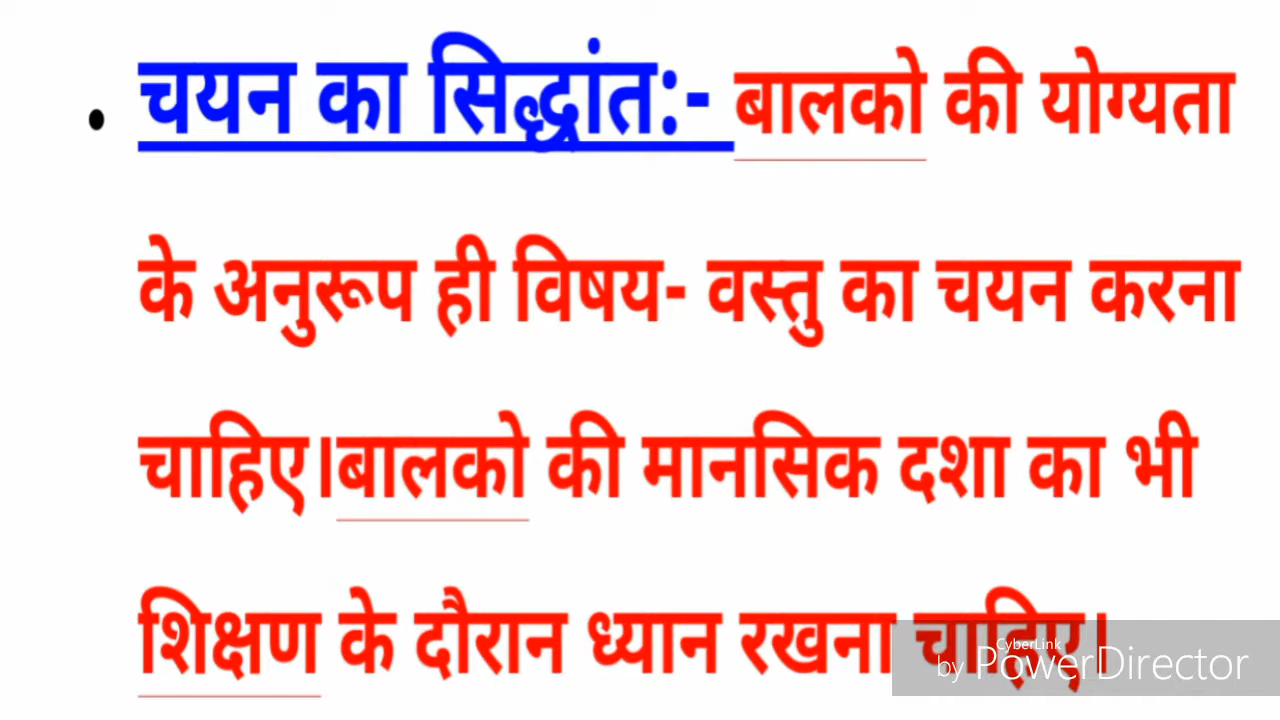 • चयन का सिद्धांत:- बालको की योग्यता
के अनुरूप ही विषय- वस्तु का चयन करना
चाहिए।बालको की मानसिक दशा का भी
शिक्षण के दौरान ध्यान रखना चाहिए।
CyberLink
by PowerDirector